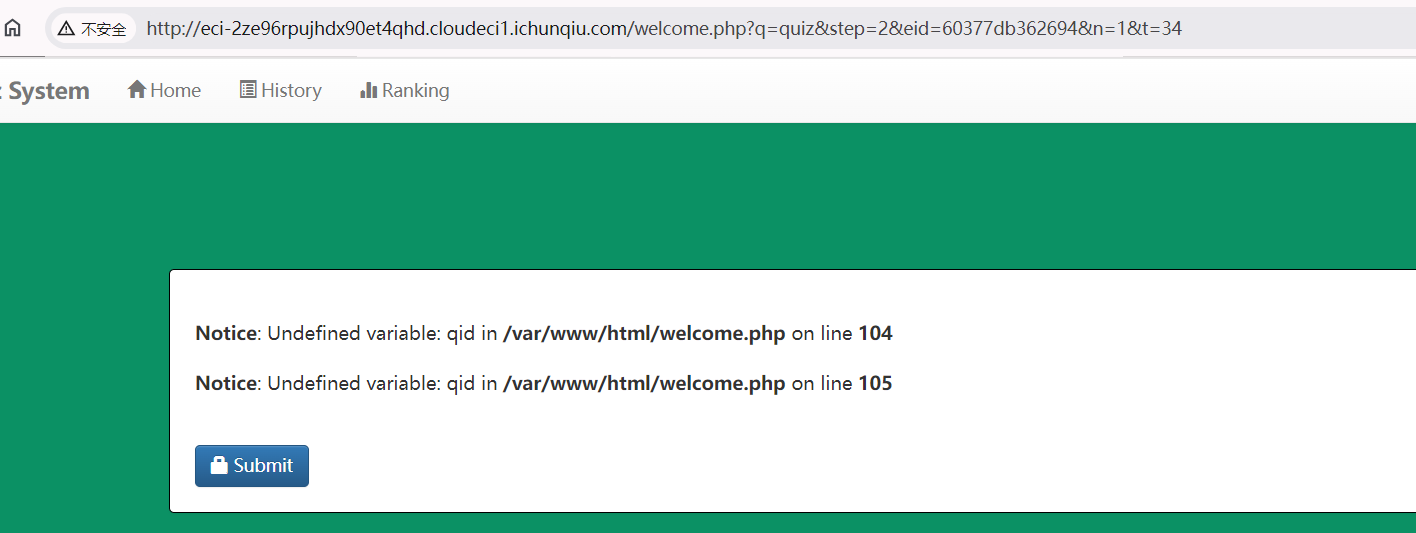 不安全 http://eci-2ze96rpujhdx90et4qhd.cloudeci1.ichunqiu.com/welcome.php?q=quiz&step=2&eid=60377db362694&n=1&t=34
System Home History Ranking
Notice: Undefined variable: qid in /var/www/html/welcome.php on line 104
Notice: Undefined variable: qid in /var/www/html/welcome.php on line 105
Submit